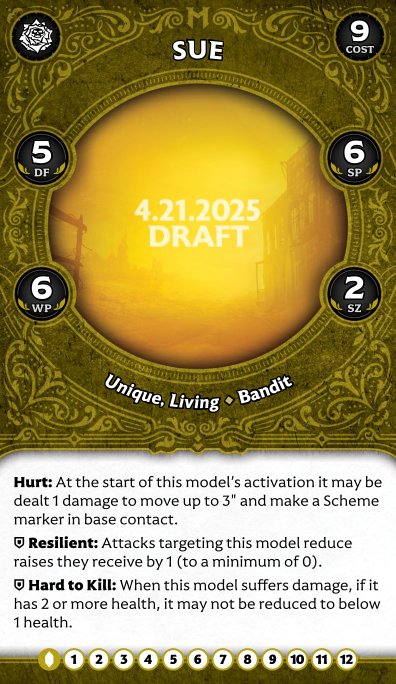 M
SUE
9
COST
5
DF
6
SP
4.21.2025
DRAFT
6
WP
2
SZ
Unique, Living ◆ Bandit
Hurt: At the start of this model's activation it may be
dealt 1 damage to move up to 3" and make a Scheme
marker in base contact.
Resilient: Attacks targeting this model reduce
raises they receive by 1 (to a minimum of 0).
Hard to Kill: When this model suffers damage, if it
has 2 or more health, it may not be reduced to below
1 health.
1 2 3 4 5 6 7 8 9 10 11 12